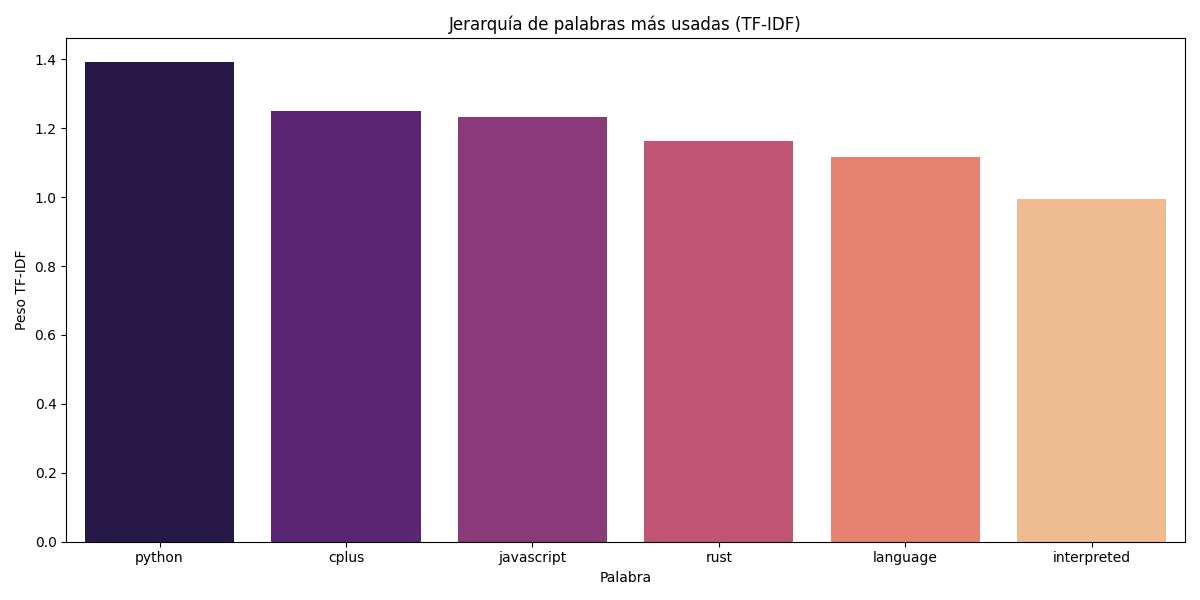 Jerarquía de palabras más usadas (TF-IDF)
Peso TF-IDF
1.4
1.2
1.0
0.8
0.6
0.4
0.2
0.0
python cplus javascript rust language interpreted
Palabra